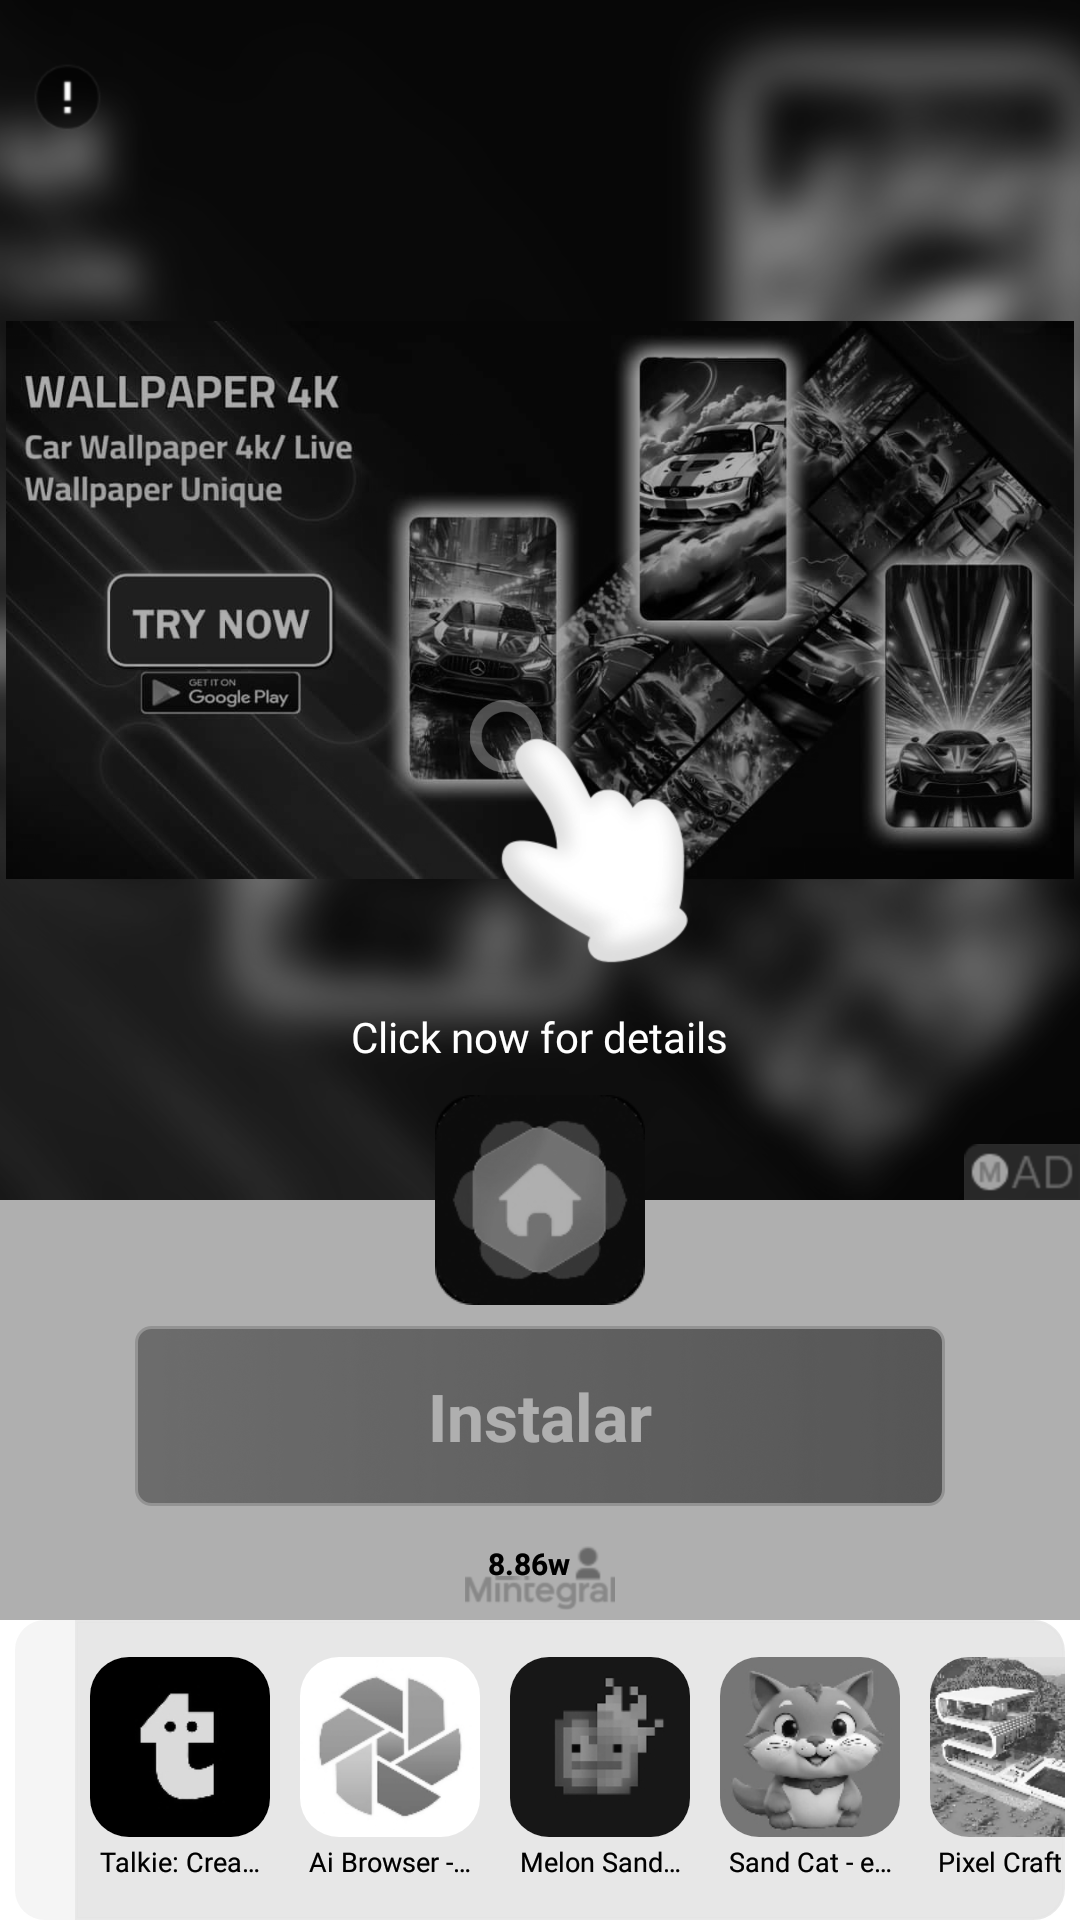 !
WALLPAPER 4K
Car Wallpaper 4k/ Live
Wallpaper Unique
TRY NOW
GET IT ON
Google Play
Click now for details
M AD
Instalar
8.86w
Mintegral
Talkie: Crea...
Ai Browser -...
Melon Sand...
Sand Cat - e...
Pixel Craft